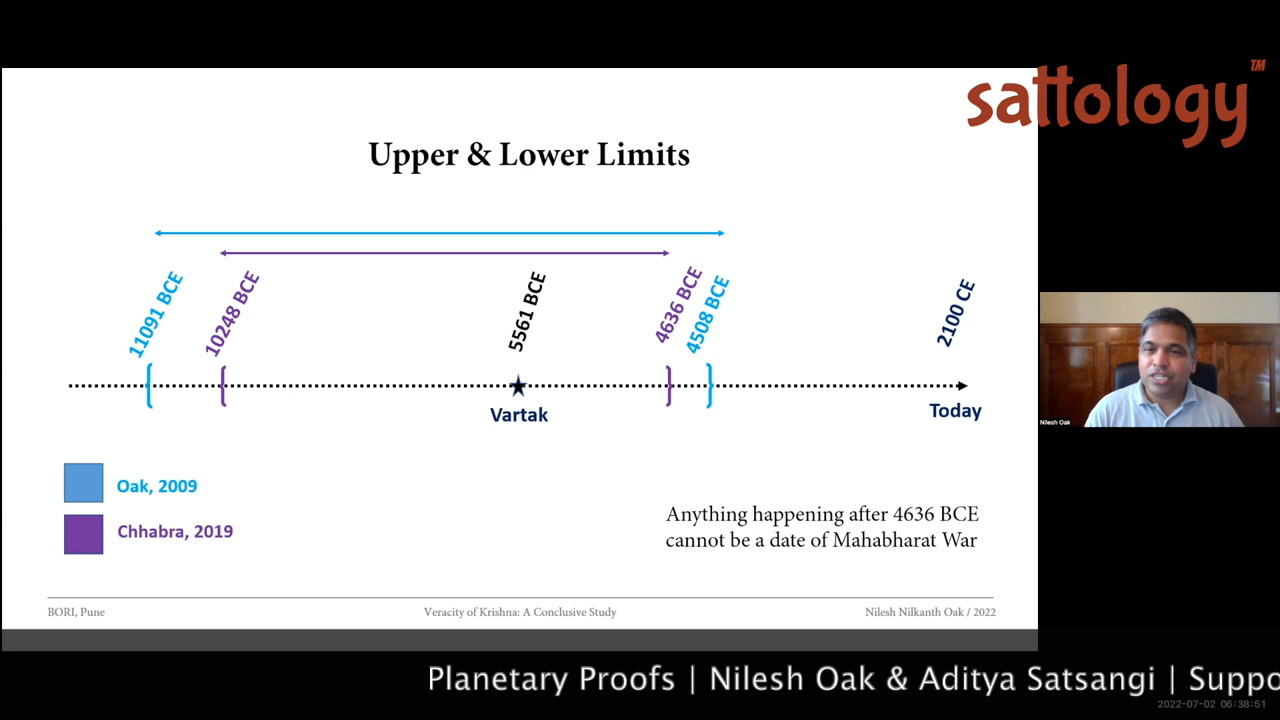 sattology™
Upper & Lower Limits
11091 BCE
10248 BCE
5561 BCE
4636 BCE
4508 BCE
2100 CE
Vartak
Today
Oak, 2009
Chhabra, 2019
Anything happening after 4636 BCE
cannot be a date of Mahabharat War
BORI, Pune
Veracity of Krishna: A Conclusive Study
Nilesh Nilkanth Oak / 2022
Nilesh Oak
Planetary Proofs | Nilesh Oak & Aditya Satsangi | Suppo
2022-07-02 06:38:51